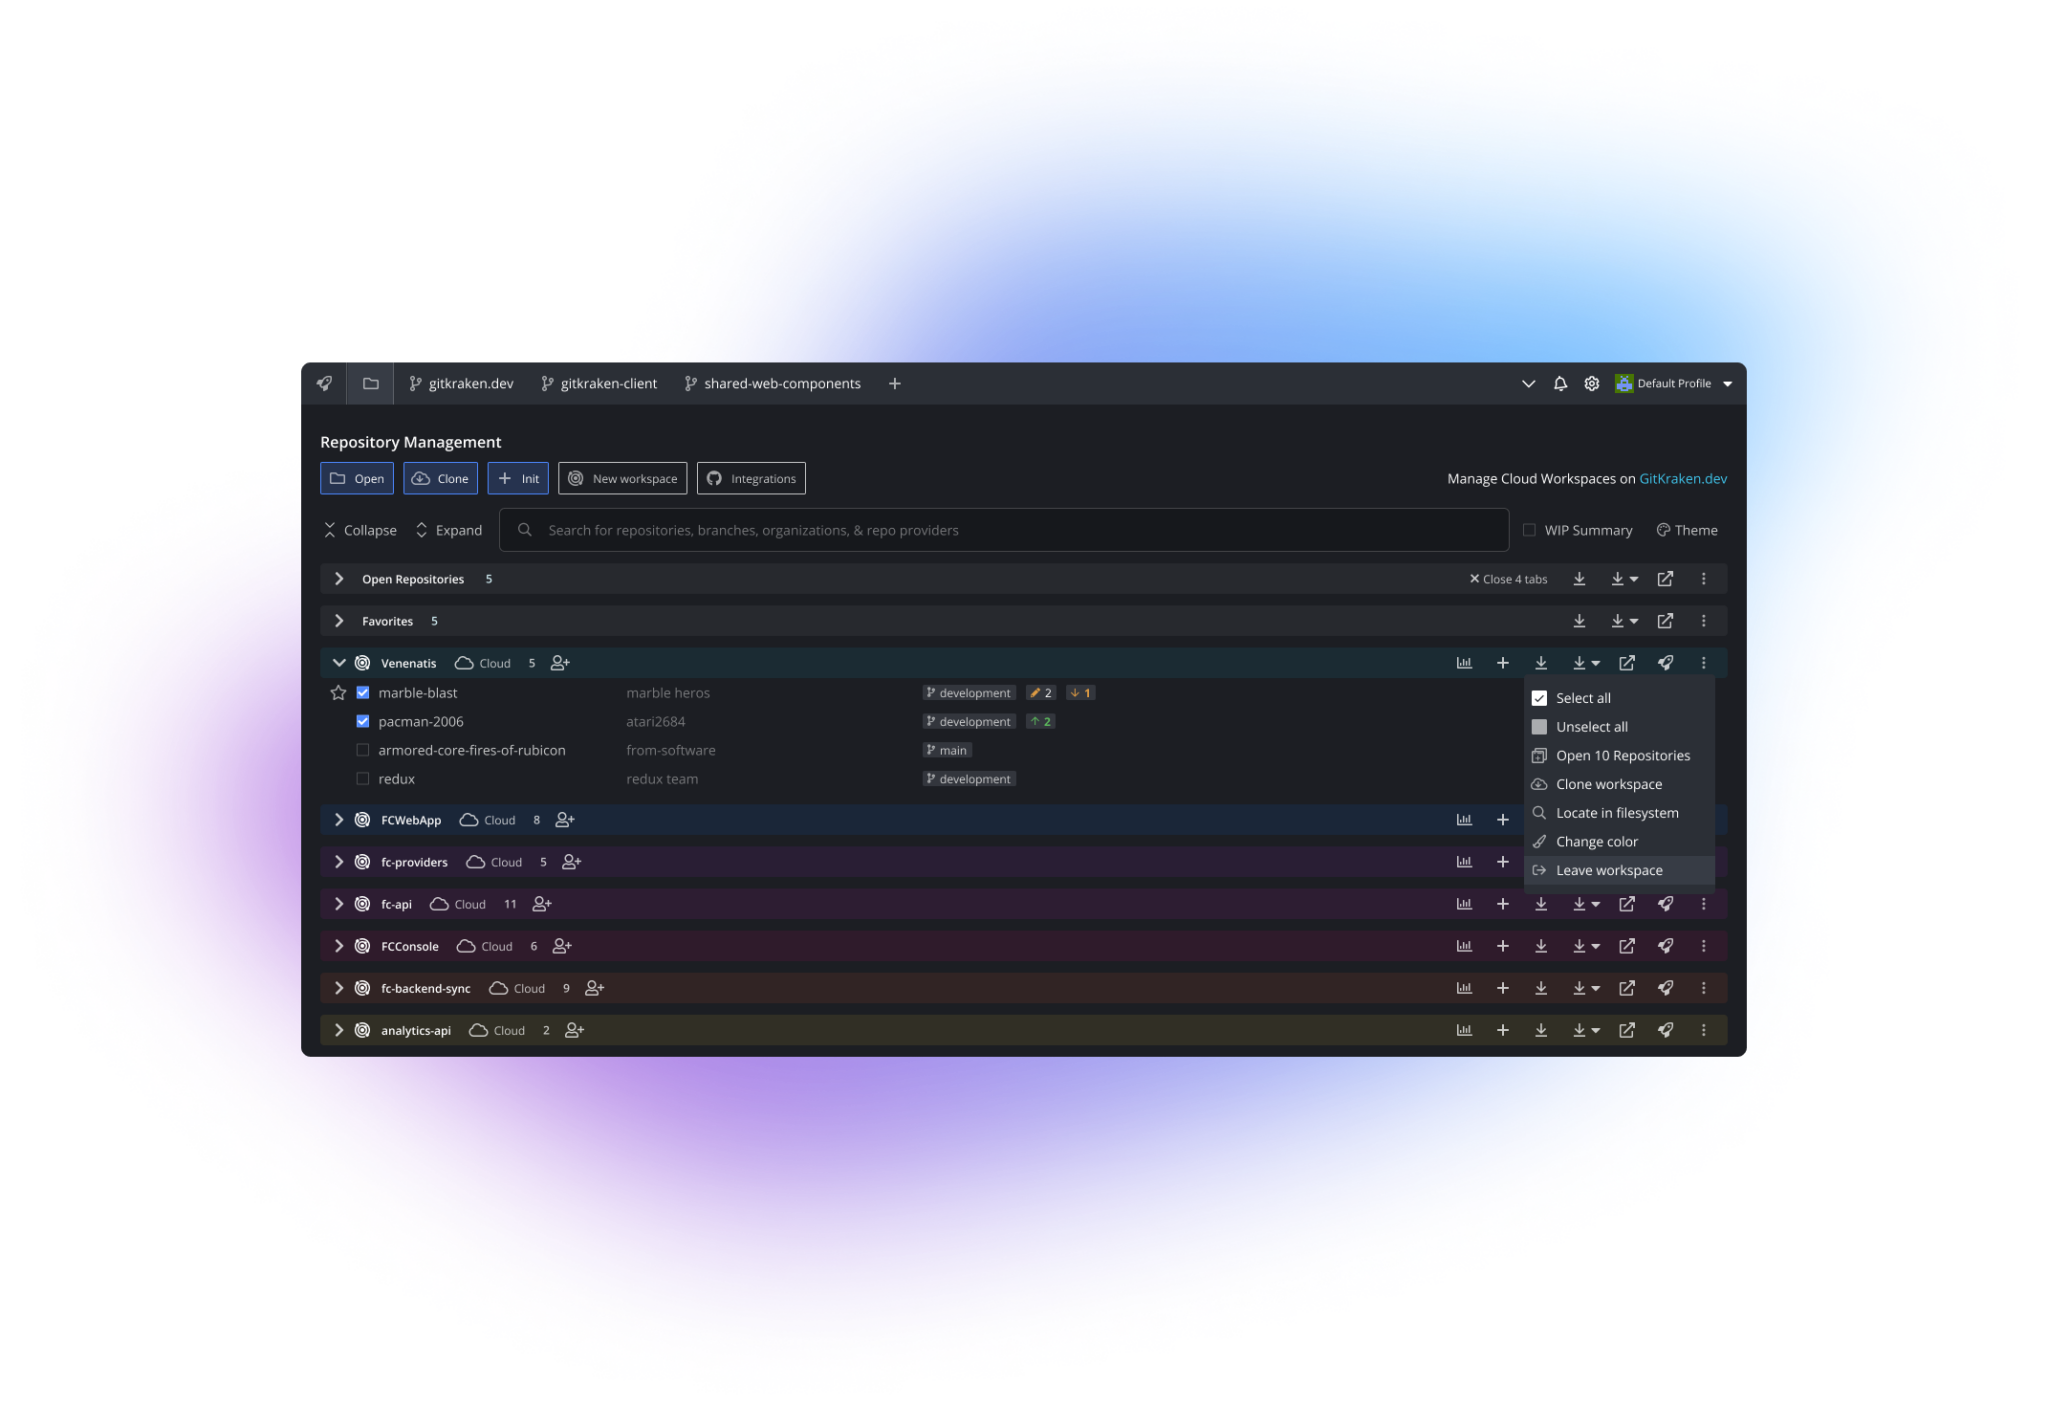 gitkraken.dev gitkraken-client shared-web-components Default Profile
Repository Management
Open Clone Init New workspace Integrations Manage Cloud Workspaces on GitKraken.dev
Collapse Expand Search for repositories, branches, organizations, & repo providers WIP Summary Theme
Open Repositories 5 Close 4 tabs
Favorites 5
Venenatis Cloud 5
marble-blast marble heros development 2 1
pacman-2006 atari2684 development 2
armored-core-fires-of-rubicon from-software main
redux redux team development
Select all
Unselect all
Open 10 Repositories
Clone workspace
Locate in filesystem
Change color
Leave workspace
FCWebApp Cloud 8
fc-providers Cloud 5
fc-api Cloud 11
FCConsole Cloud 6
fc-backend-sync Cloud 9
analytics-api Cloud 2